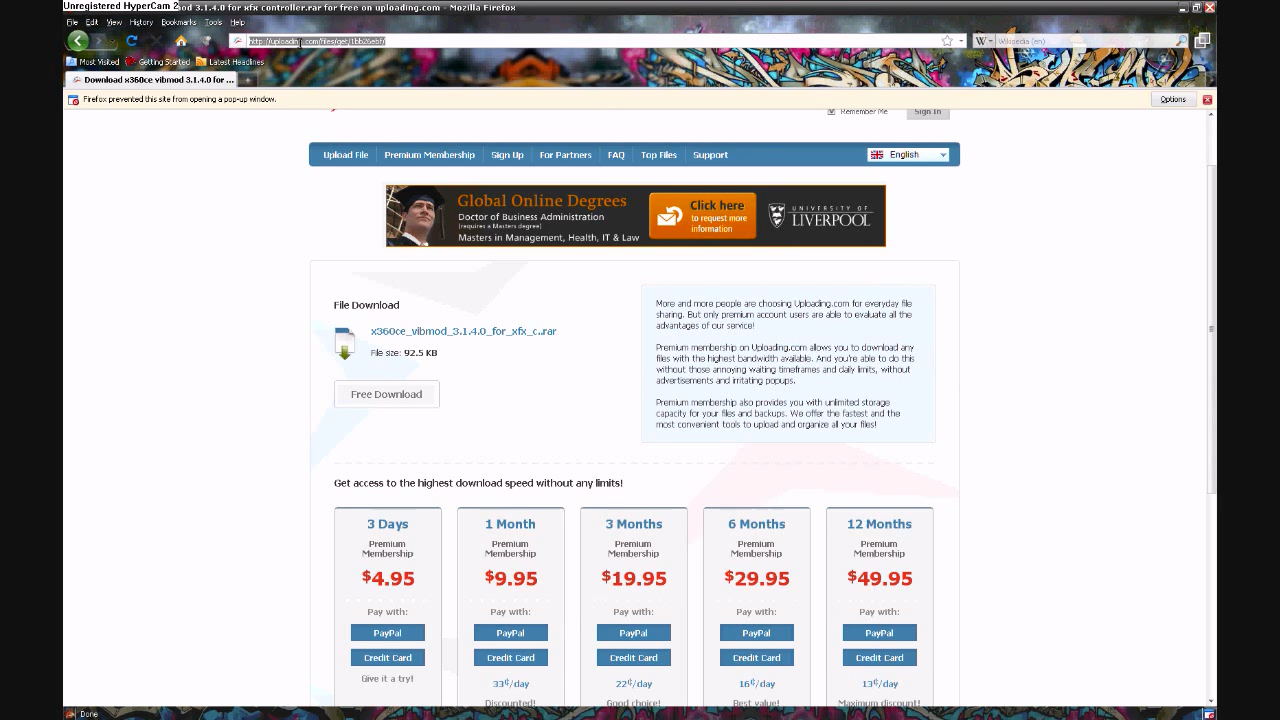 Unregistered HyperCam 2
od 3.1.4.0 for xfx controller.rar for free on uploading.com - Mozilla Firefox
File Edit View History Bookmarks Tools Help
Wikipedia (en)
Most Visited Getting Started Latest Headlines
Download x360ce vibmod 3.1.4.0 for ...
Firefox prevented this site from opening a pop-up window.
Options
Remember Me
Sign In
Upload File Premium Membership Sign Up For Partners FAQ Top Files Support
English
Global Online Degrees
Doctor of Business Administration
(requires a Masters degree)
Masters in Management, Health, IT & Law
Click here
to request more
information
UNIVERSITY OF
LIVERPOOL
File Download
x360ce_vibmod_3.1.4.0_for_xfx_c..rar
File size: 92.5 KB
Free Download
More and more people are choosing Uploading.com for everyday file
sharing. But only premium account users are able to evaluate all the
advantages of our service!
Premium membership on Uploading.com allows you to download any
files with the highest bandwidth available. And you're able to do this
without those annoying waiting timeframes and daily limits, without
advertisements and irritating popups.
Premium membership also provides you with unlimited storage
capacity for your files and backups. We offer the fastest and the
most convenient tools to upload and organize all your files!
Get access to the highest download speed without any limits!
3 Days
Premium
Membership
$4.95
Pay with:
PayPal
Credit Card
Give it a try!
1 Month
Premium
Membership
$9.95
Pay with:
PayPal
Credit Card
33¢/day
Discounted!
3 Months
Premium
Membership
$19.95
Pay with:
PayPal
Credit Card
22¢/day
Good choice!
6 Months
Premium
Membership
$29.95
Pay with:
PayPal
Credit Card
16¢/day
Best value!
12 Months
Premium
Membership
$49.95
Pay with:
PayPal
Credit Card
13¢/day
Maximum discount!
Done